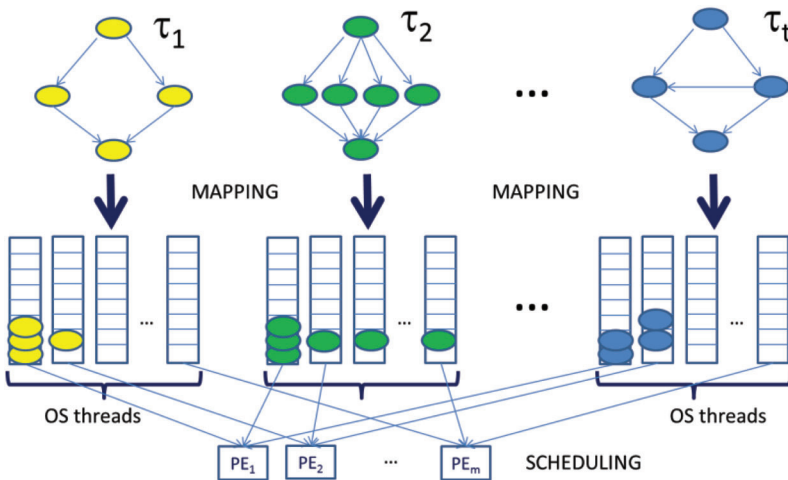 τ1
τ2
τt
...
MAPPING
MAPPING
...
...
...
...
OS threads
OS threads
PE1
PE2
...
PEm
SCHEDULING